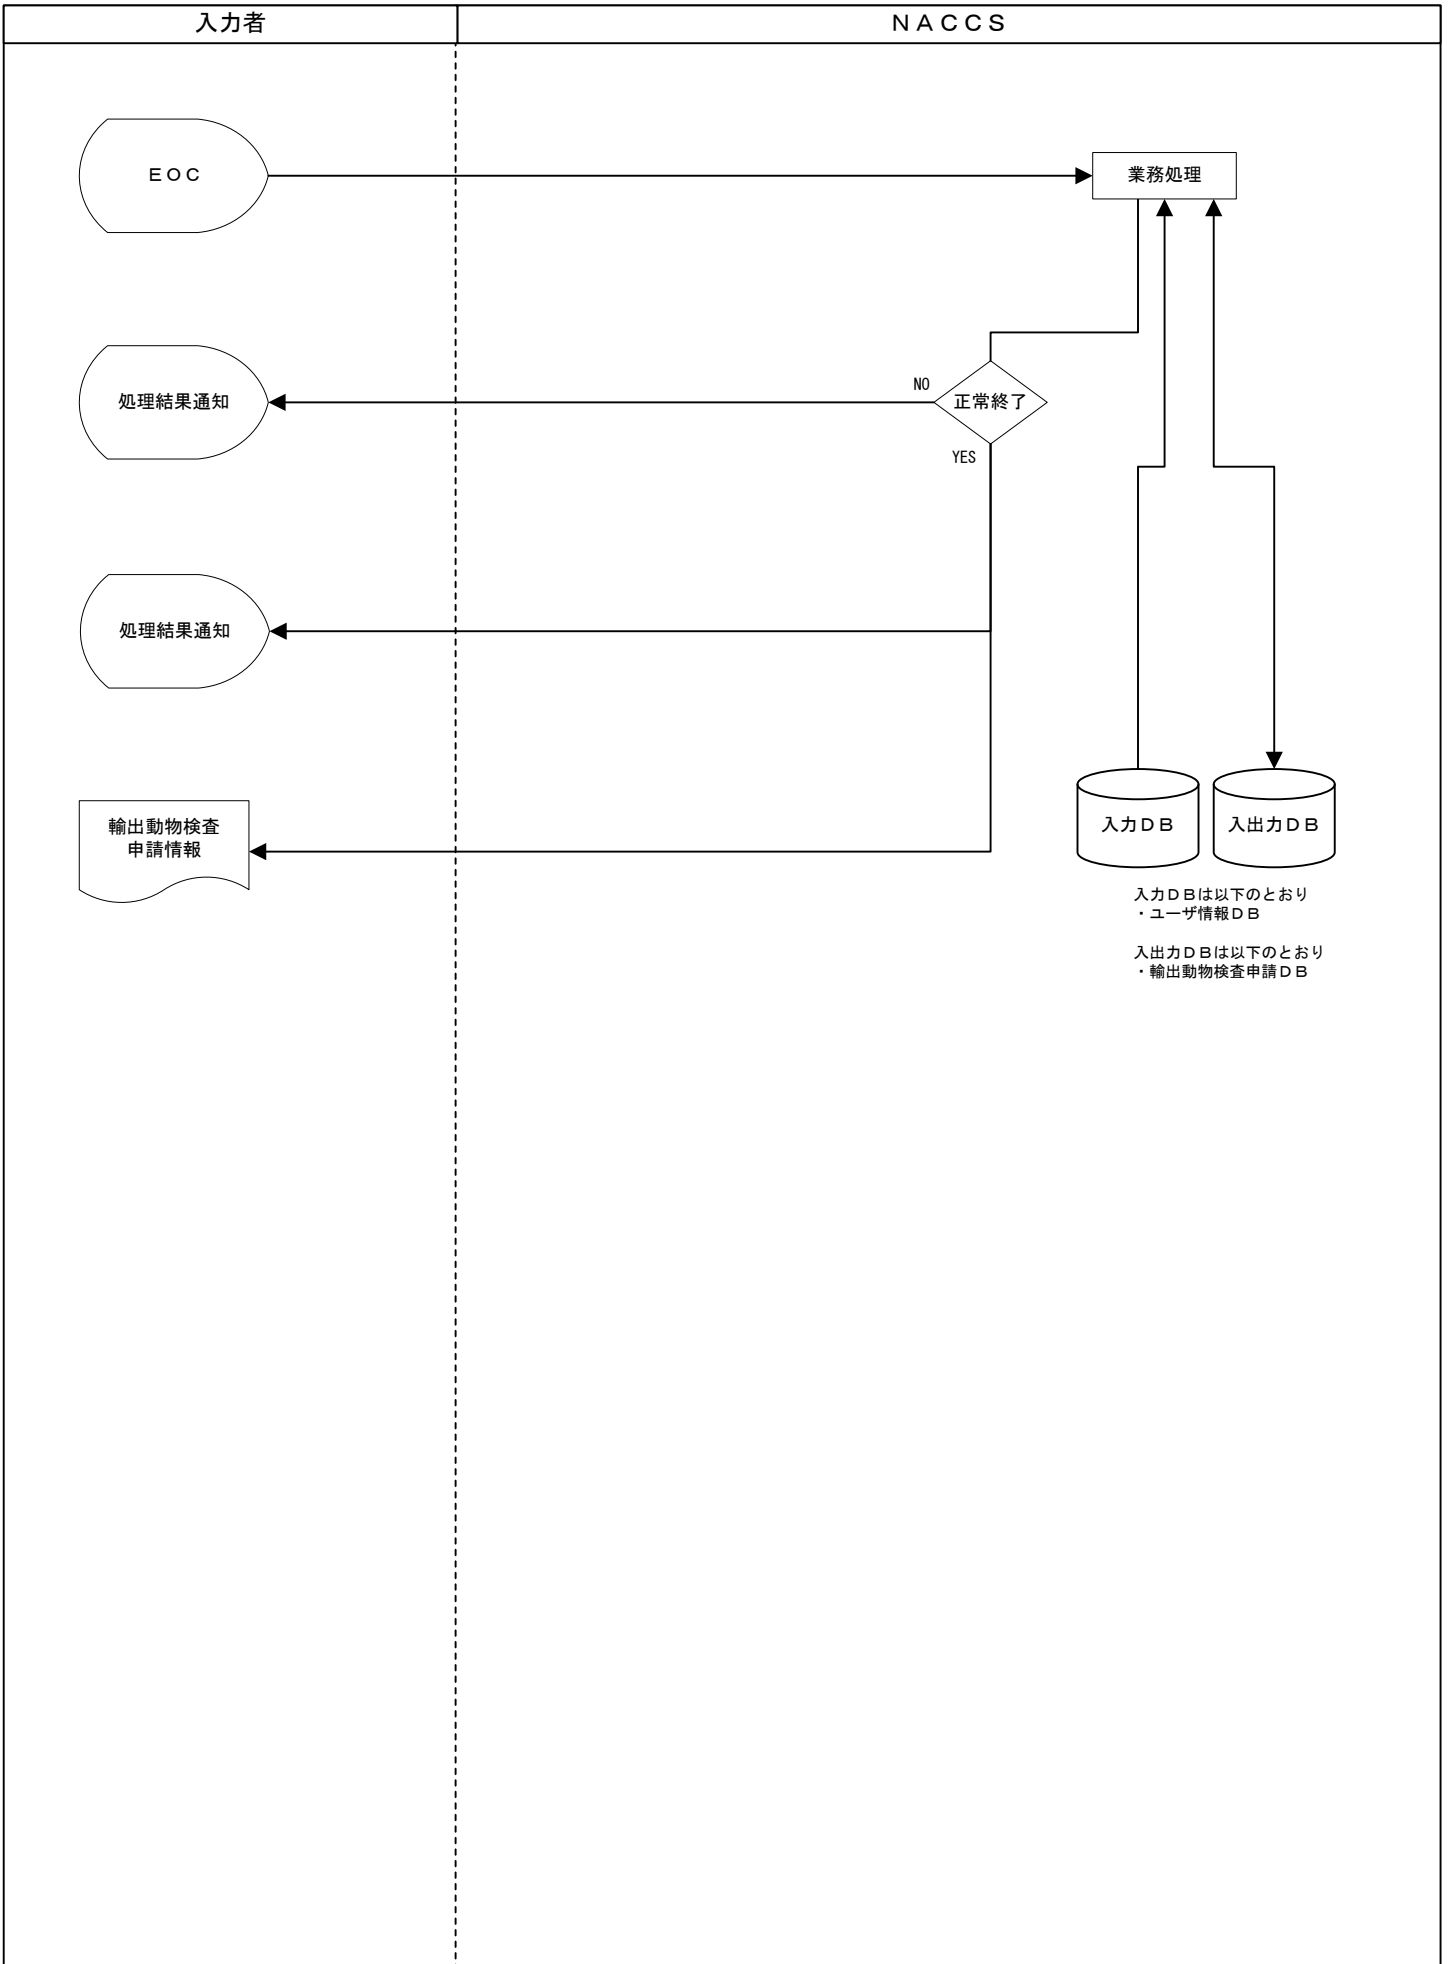 入力者
ＮＡＣＣＳ
ＥＯＣ
業務処理
処理結果通知
NO
正常終了
YES
処理結果通知
輸出動物検査
申請情報
入力ＤＢ
入出力ＤＢ
入力ＤＢは以下のとおり
・ユーザ情報ＤＢ
入出力ＤＢは以下のとおり
・輸出動物検査申請ＤＢ